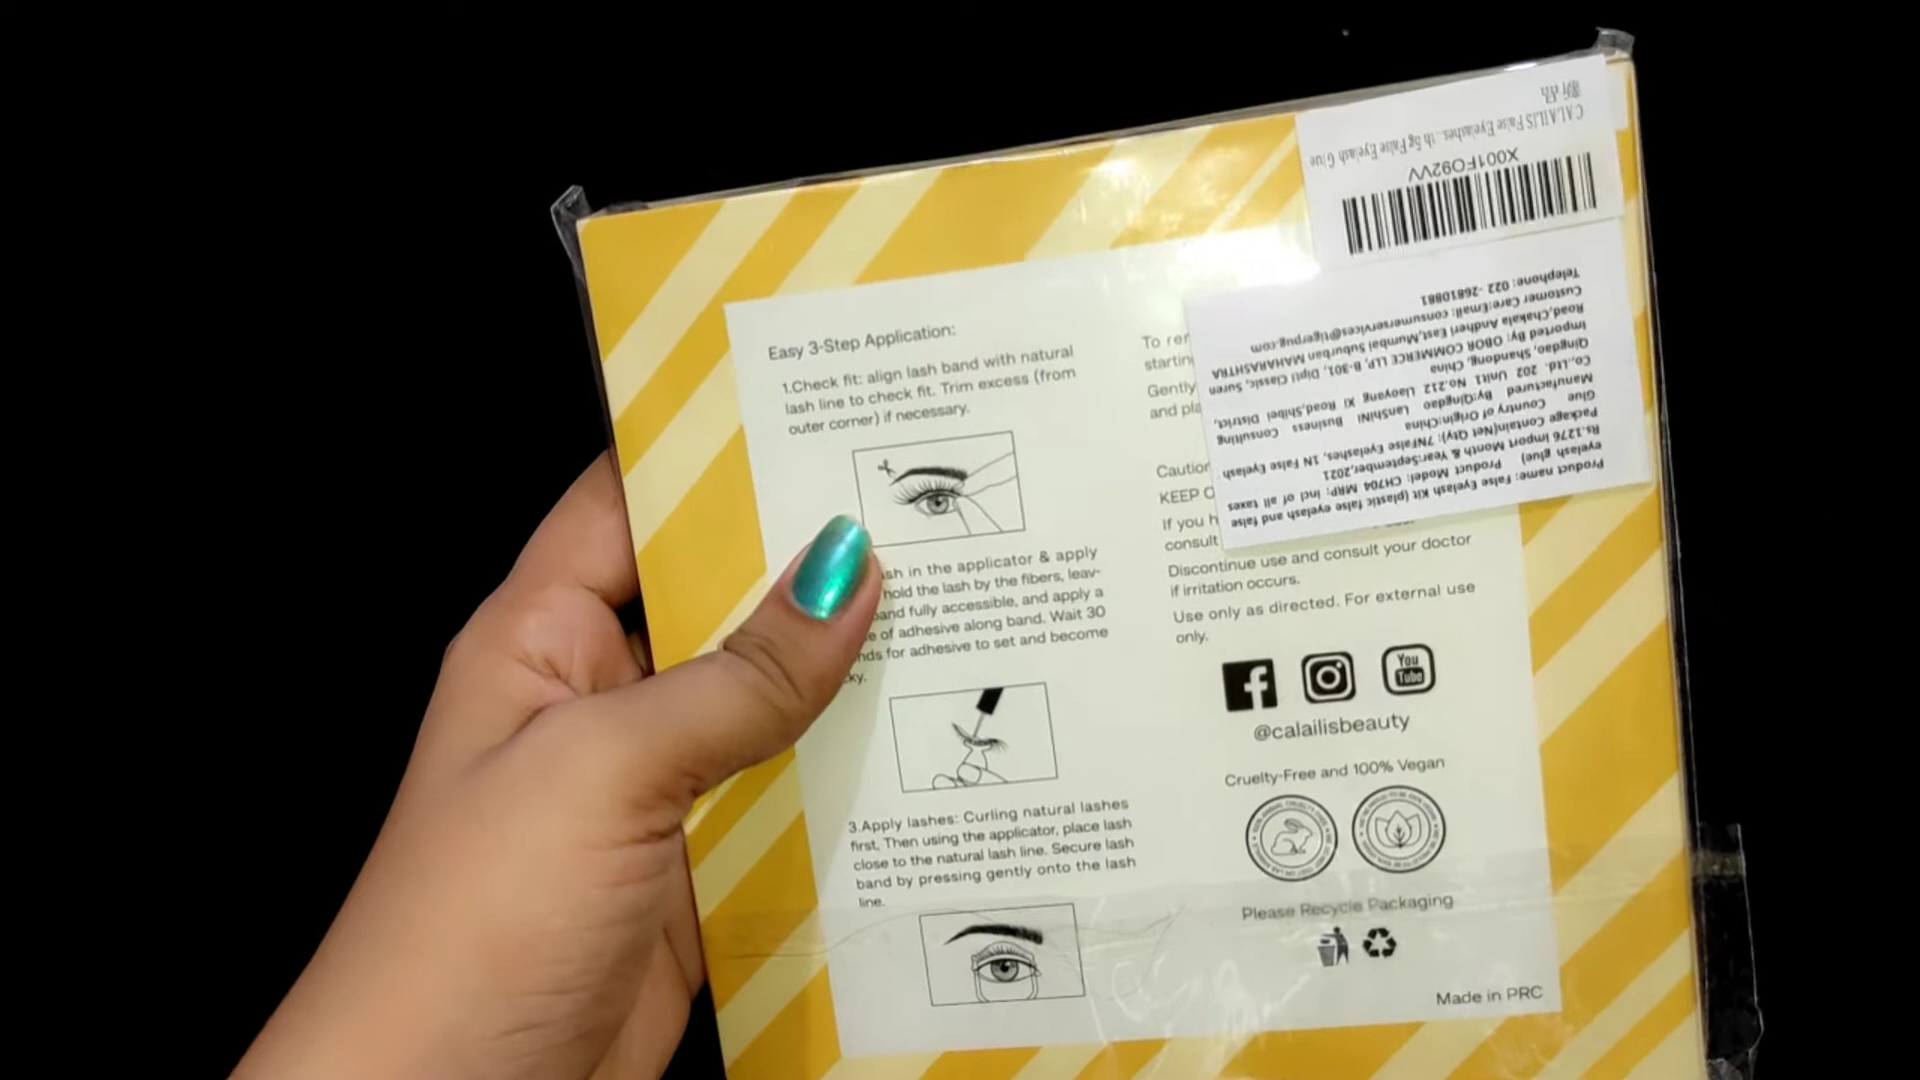 Easy 3-Step Application:
1.Check fit: align lash band with natural
lash line to check fit. Trim excess (from
outer corner) if necessary.
sh in the applicator & apply
hold the lash by the fibers, leav-
and fully accessible, and apply a
e of adhesive along band. Wait 30
nds for adhesive to set and become
ky.
3.Apply lashes: Curling natural lashes
first, Then using the applicator, place lash
close to the natural lash line. Secure lash
band by pressing gently onto the lash
line.
To rer
startin
Gently
and pla
Caution
KEEP O
If you h
consult
Discontinue use and consult your doctor
if irritation occurs.
Use only as directed. For external use
only.
You
Tube
@calailisbeauty
Cruelty-Free and 100% Vegan
Please Recycle Packaging
Made in PRC
X001FO92VV
CALAILIS False Eyelashes...th 5g False Eyelash Glue
新品
Product name: False Eyelash Kit (plastic false eyelash and false
eyelash glue) Product Model: CH704 MRP: Incl of all taxes
Rs.1276 Import Month & Year:September,2021
Package Contain(Net Qty): 7NFalse Eyelashes, 1N False Eyelash
Glue Country of Origin:China
Manufactured By:Qingdao LanShiNi Business Consulting
Co.,Ltd. 202 Unit1 No.212 Liaoyang Xi Road,Shibei District,
Qingdao, Shandong, China
Imported By: OBOR COMMERCE LLP, B-301, Dipti Classic, Suren
Road,Chakala Andheri East,Mumbai Suburban MAHARASHTRA
Customer Care:Email: consumerservices@tigerpug.com
Telephone: 022 -26810881